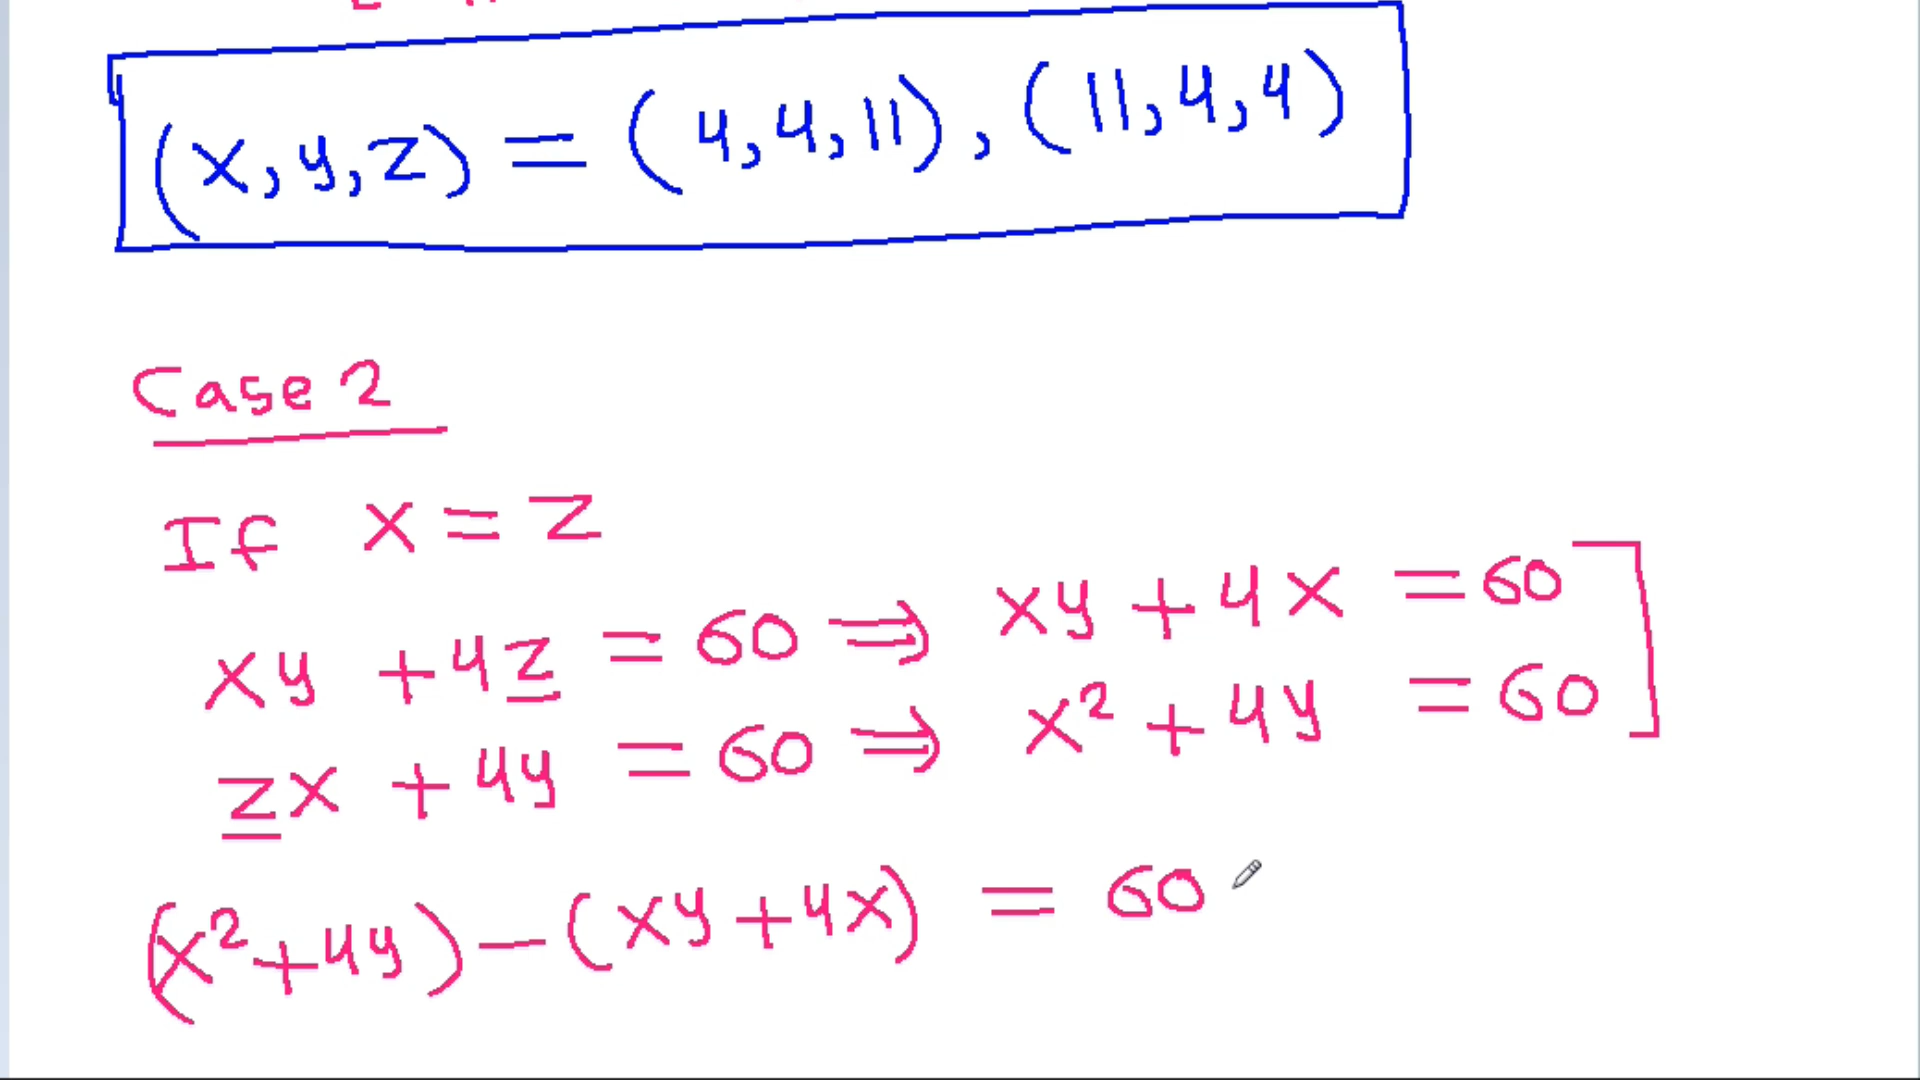 (x,y,z) = (4,4,11), (11,4,4)
Case 2
If x = z
xy + 4z = 60 ⇒ xy + 4x = 60
zx + 4y = 60 ⇒ x² + 4y = 60
(x²+4y) − (xy+4x) = 60